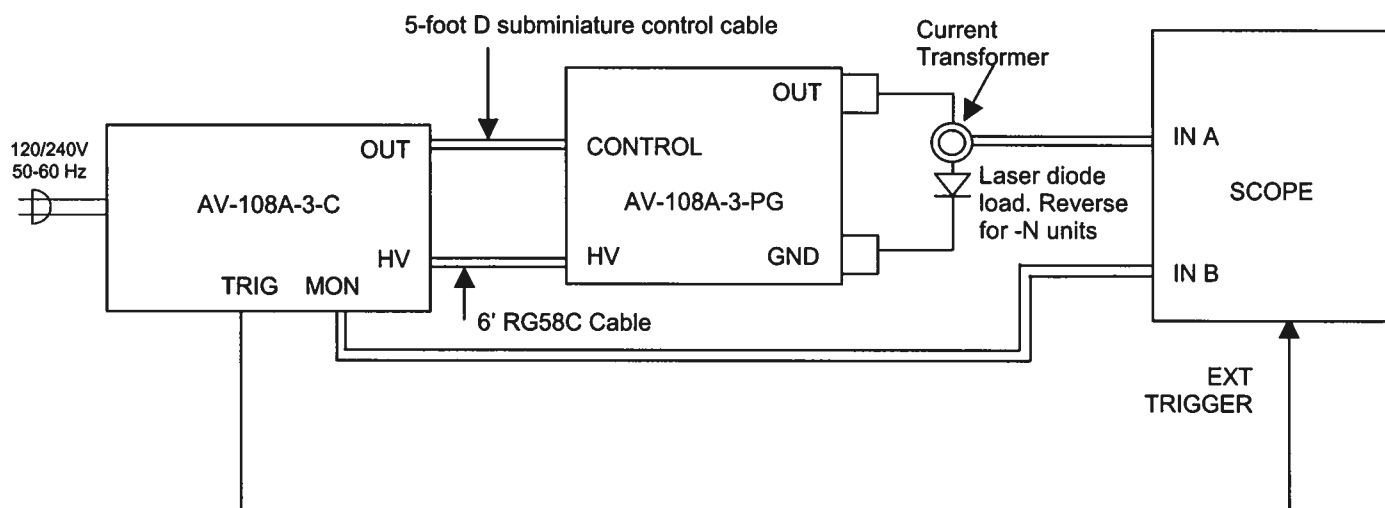 5-foot D subminiature control cable
Current
Transformer
120/240V
50-60 Hz
OUT
AV-108A-3-C
HV
TRIG MON
OUT
CONTROL
AV-108A-3-PG
HV
GND
6' RG58C Cable
Laser diode
load. Reverse
for -N units
IN A
SCOPE
IN B
EXT
TRIGGER